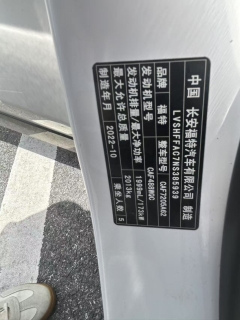 中国 长安福特汽车有限公司制造
LVSHFFAC7NS385939
品牌 福特 整车型号 CAF7200A62
发动机型号 CAF488WQC
发动机排量/最大净功率 1999mL/173kW
最大允许总质量 2013kg 乘坐人数 5
制造年月 2022-10